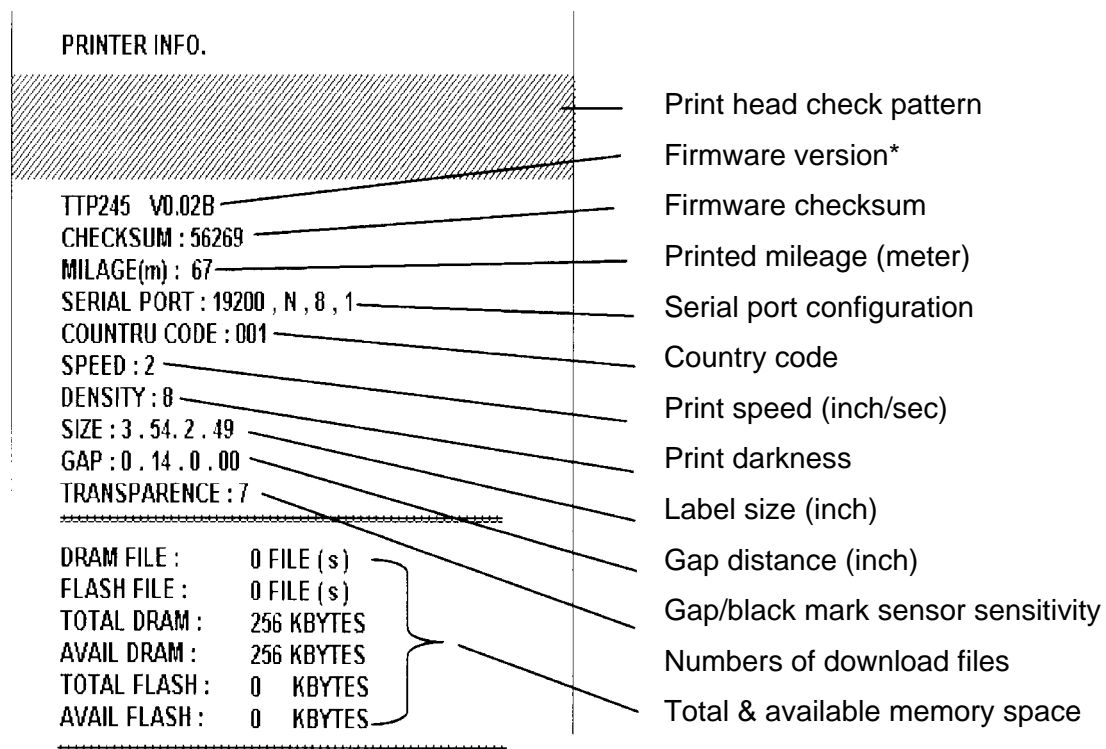 PRINTER INFO.
Print head check pattern
Firmware version*
TTP245 V0.02B
Firmware checksum
CHECKSUM : 56269
MILAGE(m) : 67
Printed mileage (meter)
SERIAL PORT : 19200 , N , 8 , 1
Serial port configuration
COUNTRU CODE : 001
Country code
SPEED : 2
Print speed (inch/sec)
DENSITY : 8
Print darkness
SIZE : 3 . 54 . 2 . 49
Label size (inch)
GAP : 0 . 14 . 0 . 00
Gap distance (inch)
TRANSPARENCE : 7
Gap/black mark sensor sensitivity
DRAM FILE : 0 FILE ( s )
FLASH FILE : 0 FILE ( s )
TOTAL DRAM : 256 KBYTES
AVAIL DRAM : 256 KBYTES
TOTAL FLASH : 0 KBYTES
AVAIL FLASH : 0 KBYTES
Numbers of download files
Total & available memory space